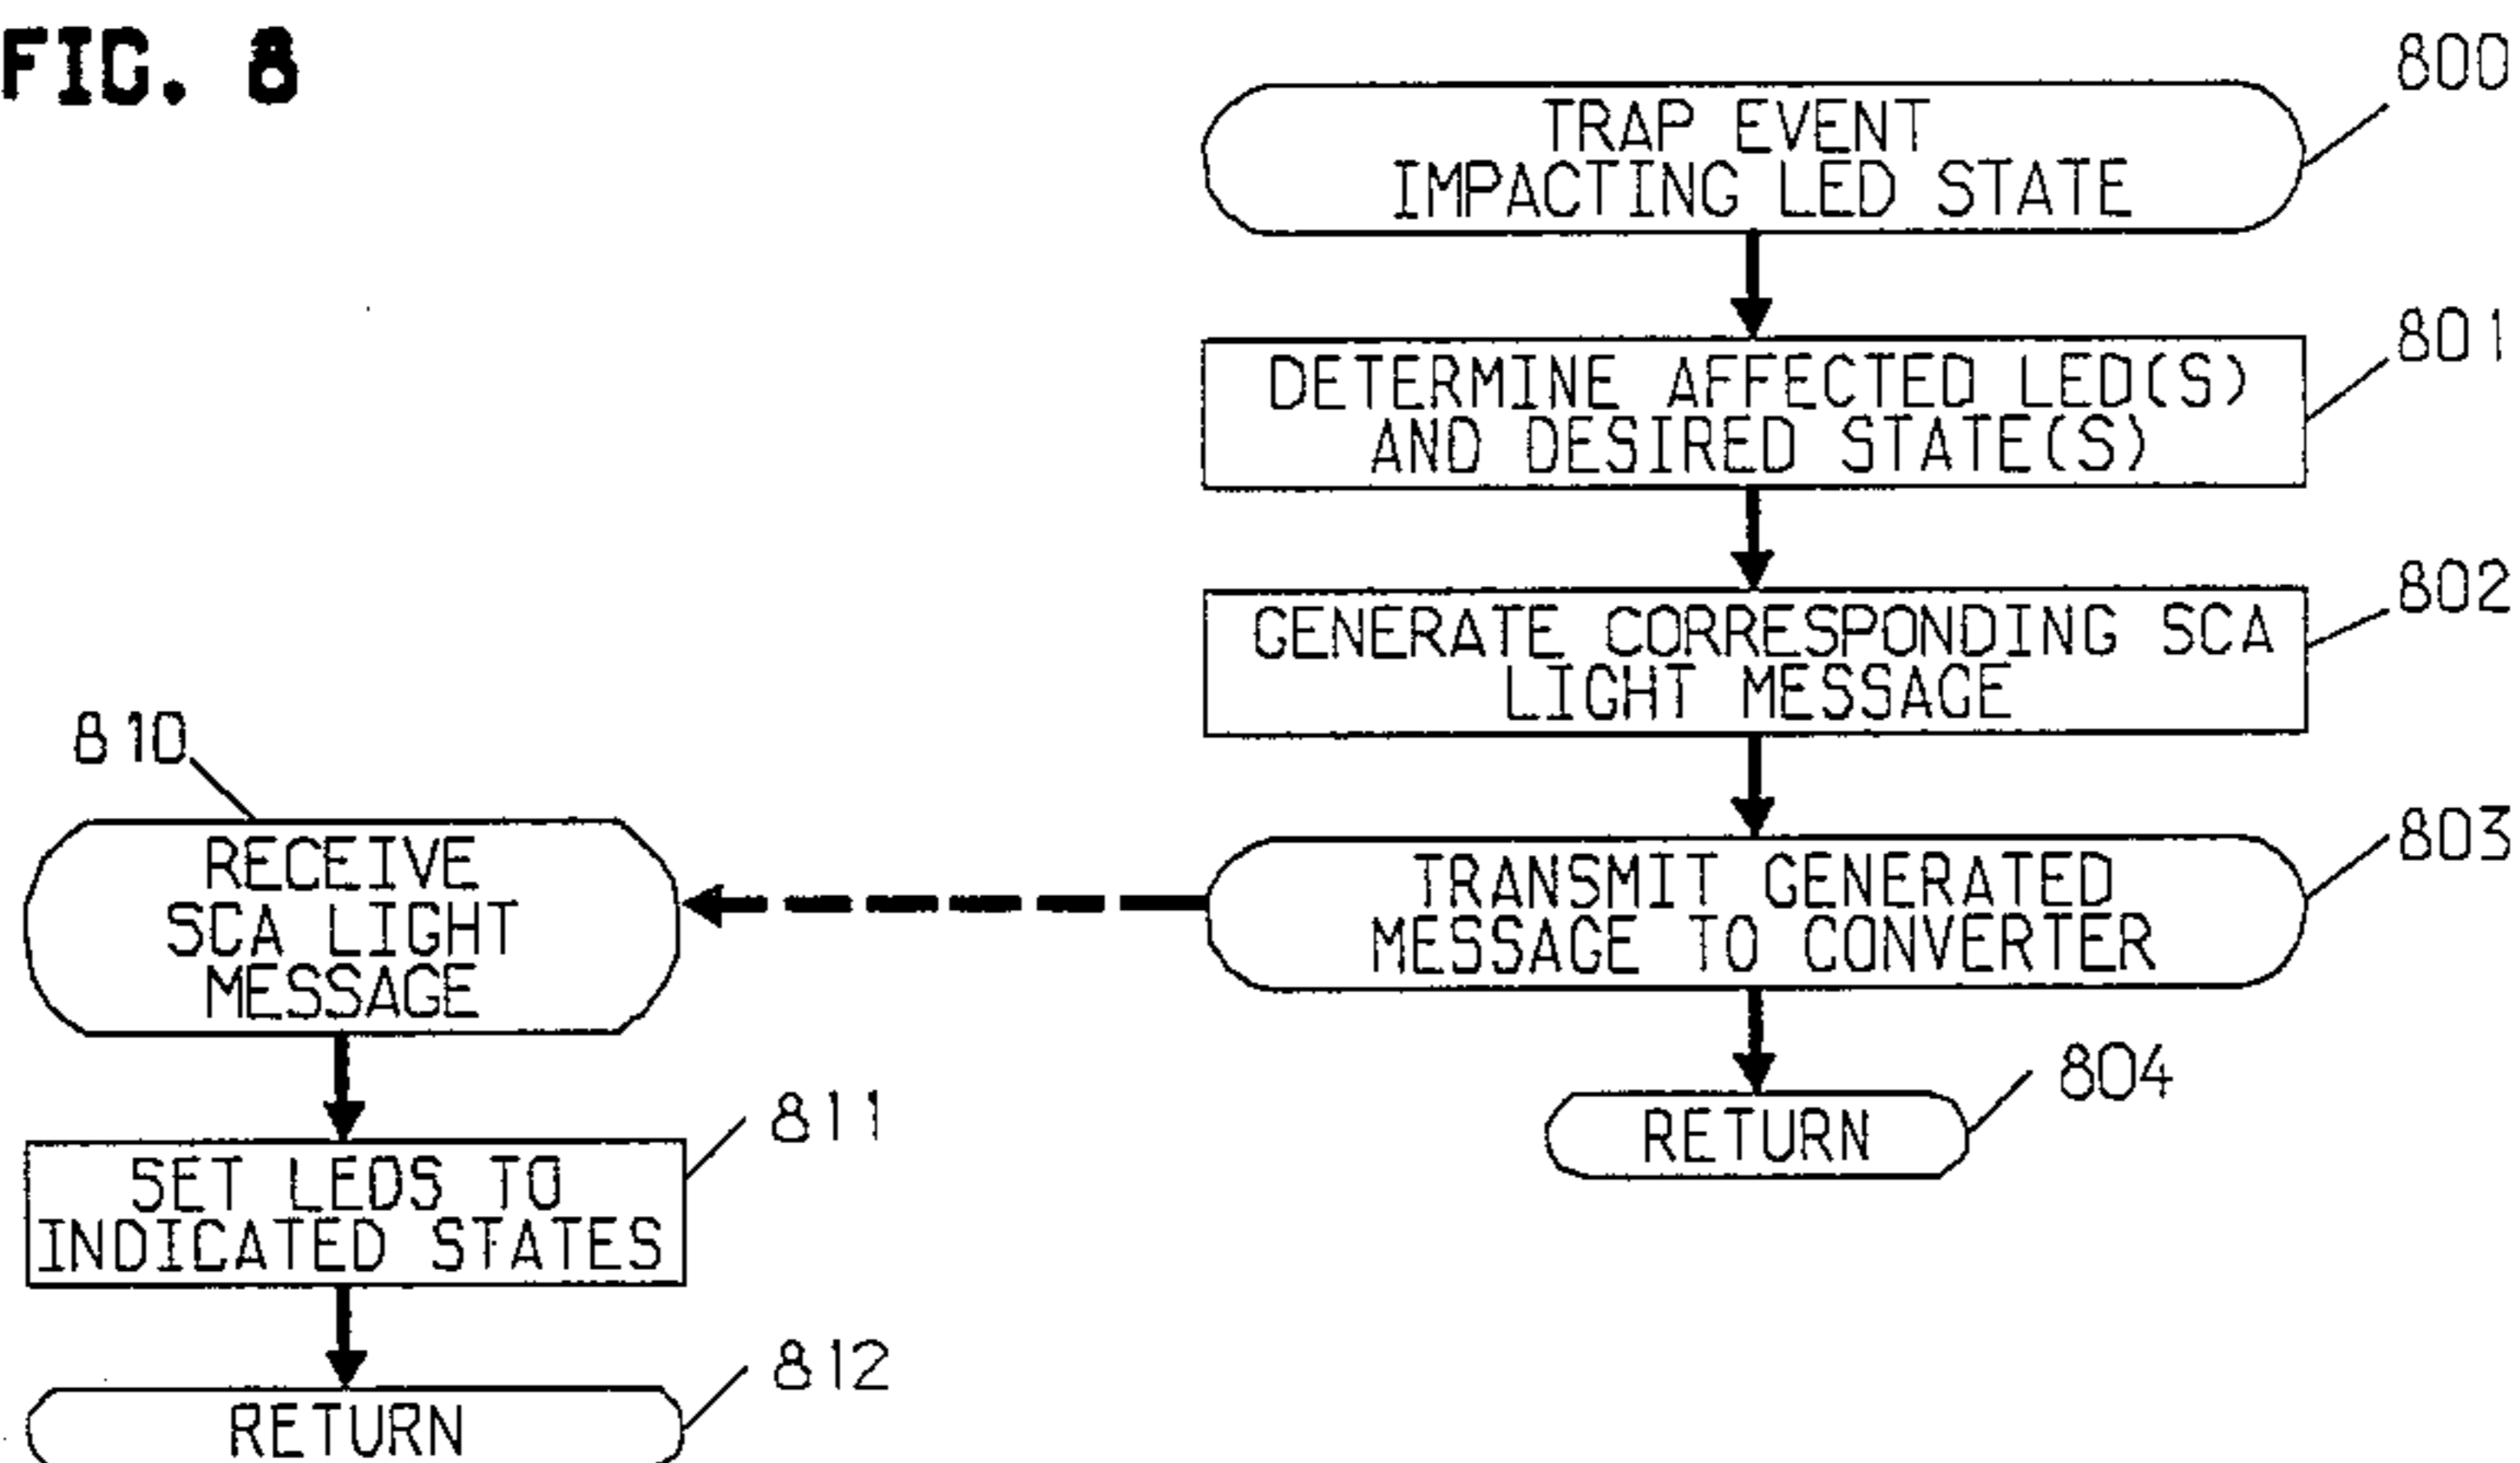 FIG. 8
800
TRAP EVENT
IMPACTING LED STATE
801
DETERMINE AFFECTED LED(S)
AND DESIRED STATE(S)
802
GENERATE CORRESPONDING SCA
LIGHT MESSAGE
803
TRANSMIT GENERATED
MESSAGE TO CONVERTER
804
RETURN
810
RECEIVE
SCA LIGHT
MESSAGE
811
SET LEDS TO
INDICATED STATES
812
RETURN